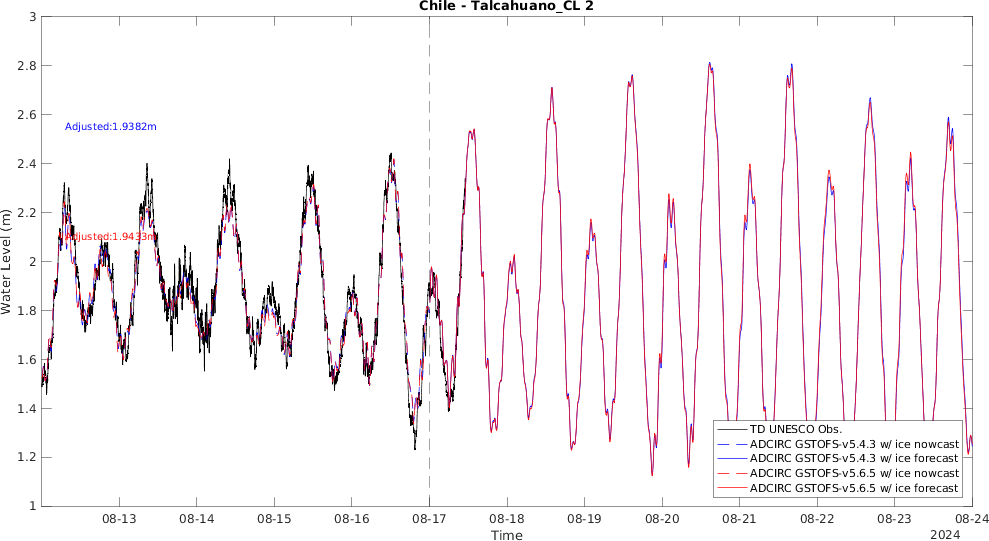 Chile - Talcahuano_CL 2
3
2.8
2.6
2.4
2.2
2
1.8
1.6
1.4
1.2
1
Water Level (m)
Adjusted:1.9382m
Adjusted:1.9433m
TD UNESCO Obs.
ADCIRC GSTOFS-v5.4.3 w/ ice nowcast
ADCIRC GSTOFS-v5.4.3 w/ ice forecast
ADCIRC GSTOFS-v5.6.5 w/ ice nowcast
ADCIRC GSTOFS-v5.6.5 w/ ice forecast
08-13 08-14 08-15 08-16 08-17 08-18 08-19 08-20 08-21 08-22 08-23 08-24
Time
2024